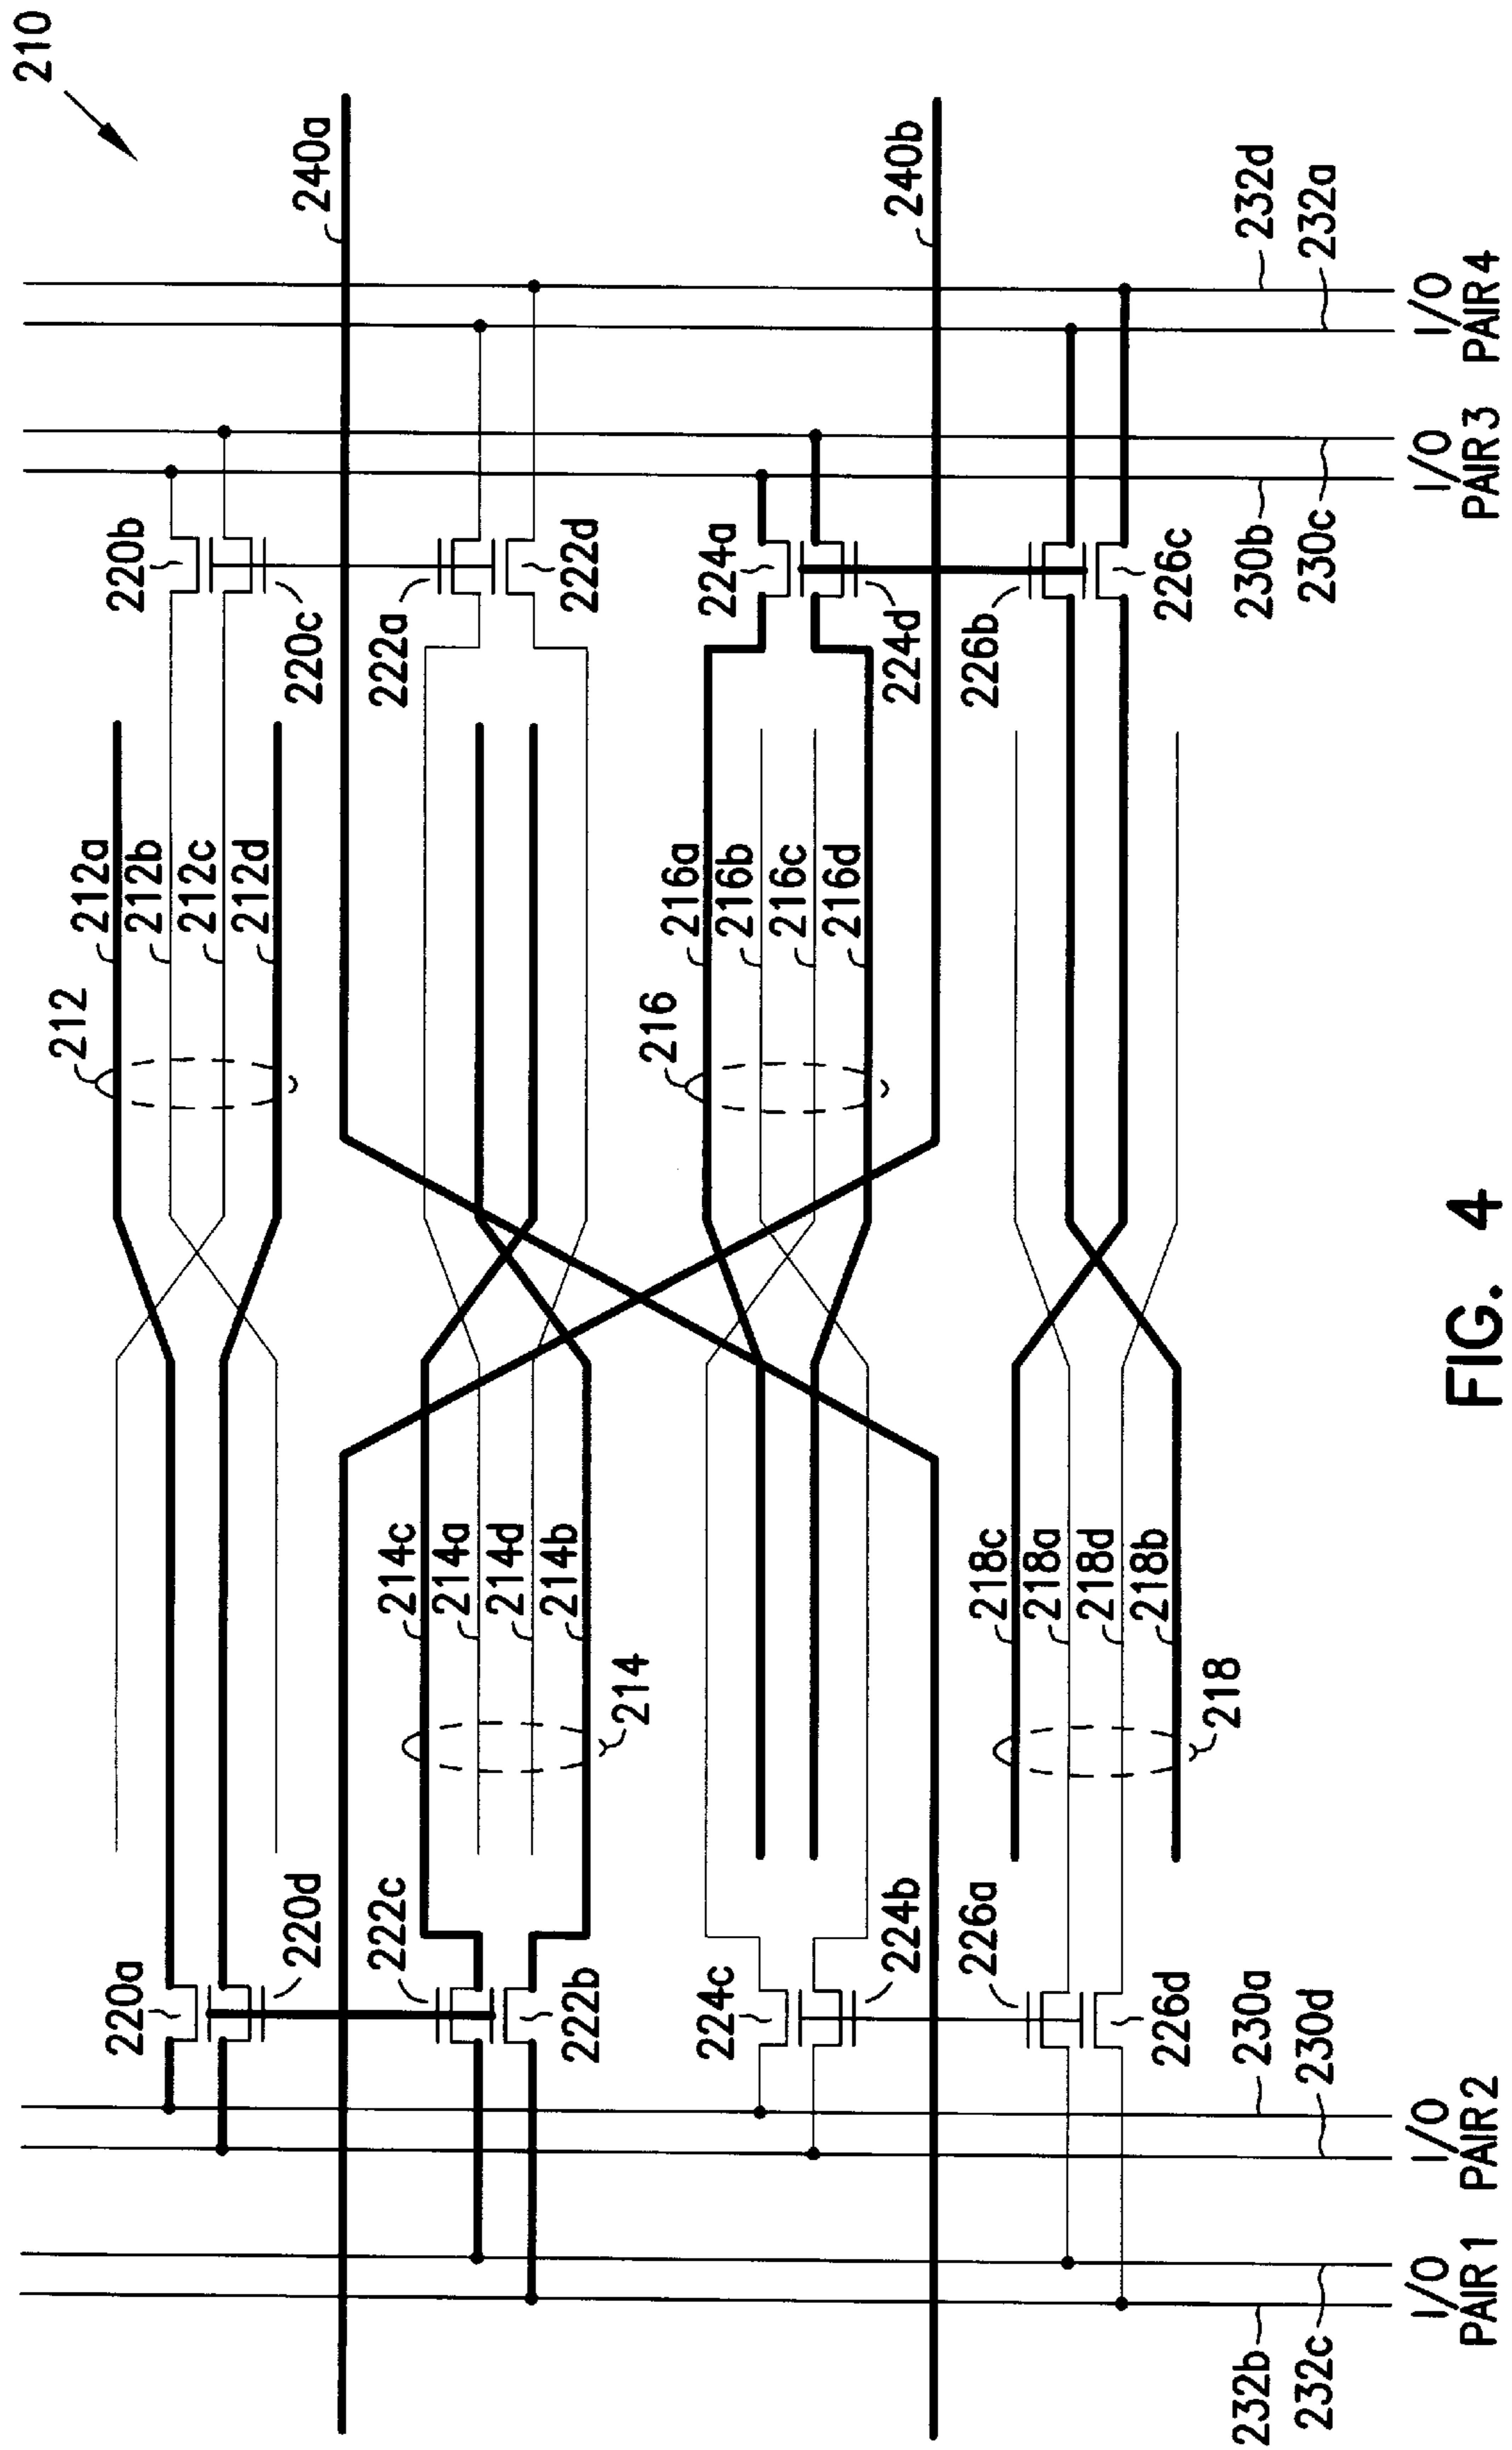 210
240a
240b
232d
232a
I/O
PAIR 4
I/O
PAIR 3
230b
230c
220b
220c
222a
222d
224a
224d
226b
226c
212
212a
212b
212c
212d
216
216a
216b
216c
216d
214c
214a
214d
214b
214
218c
218a
218d
218b
218
220a
220d
222c
222b
224c
224b
226a
226d
230a
230d
I/O
PAIR 2
I/O
PAIR 1
232b
232c
FIG. 4